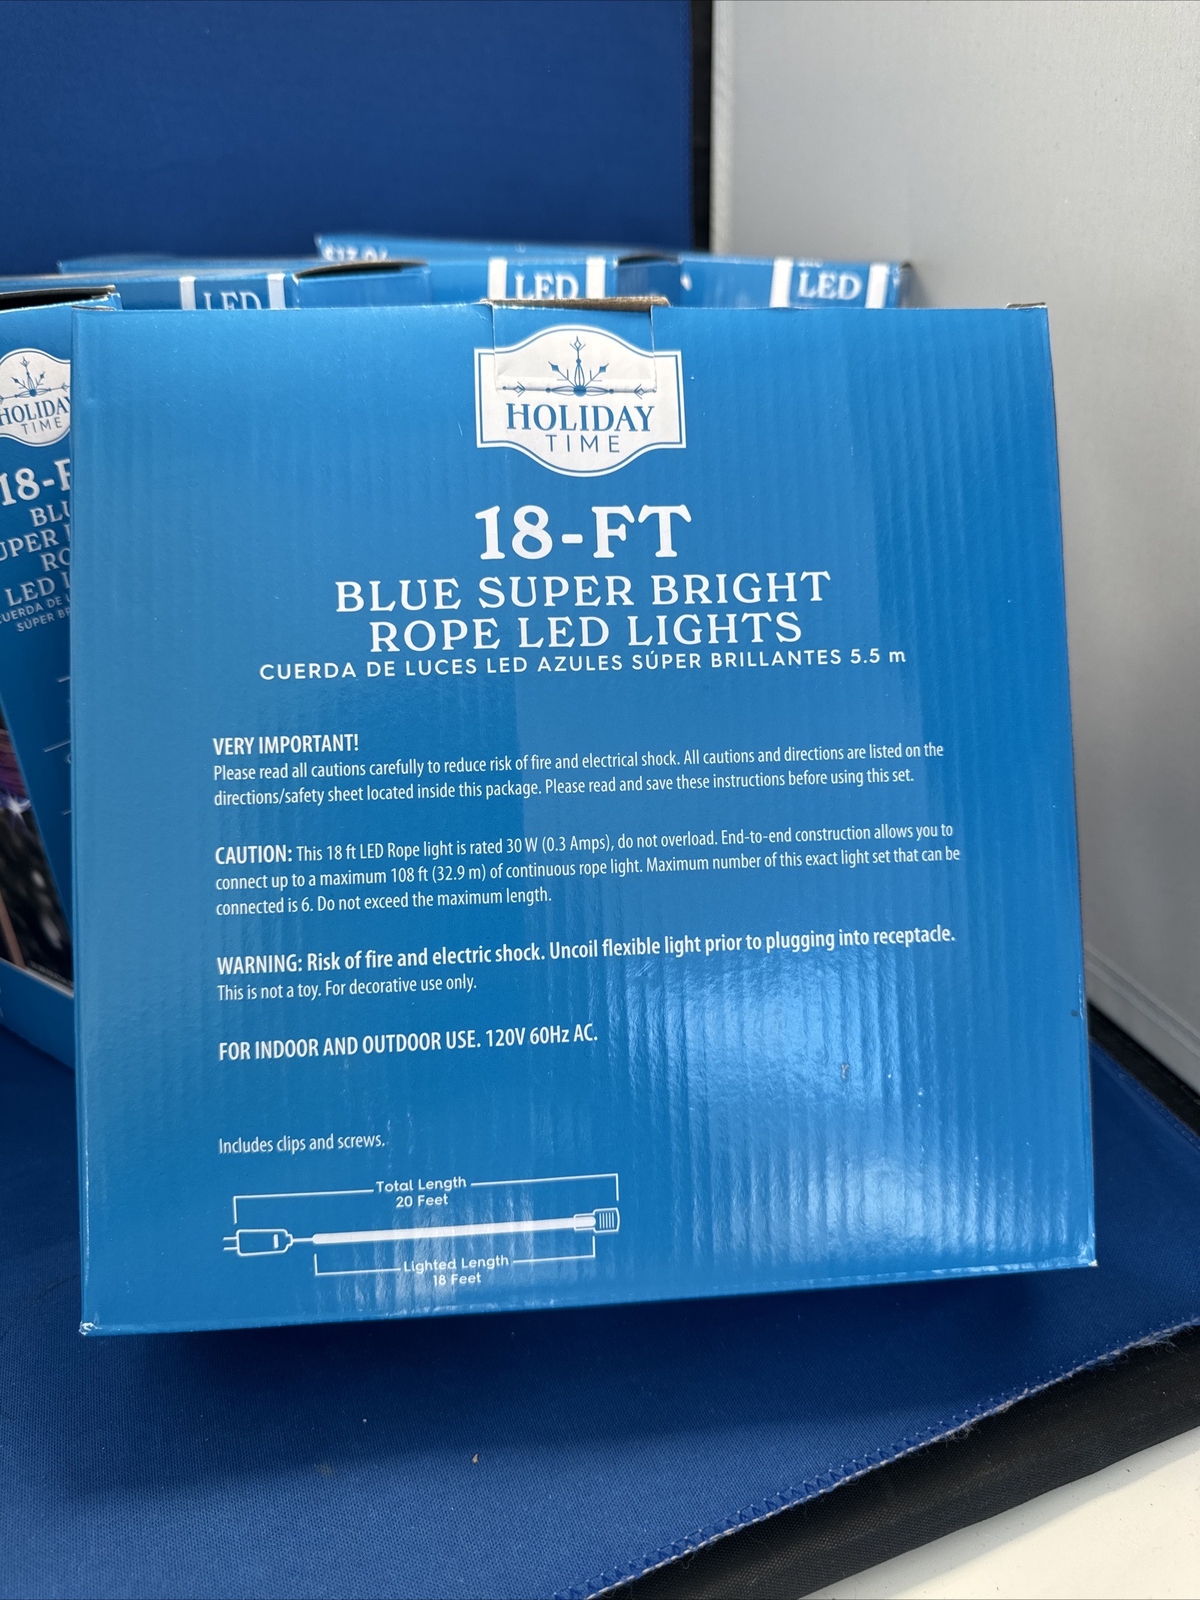 LED
LED
LED
HOLIDAY
TIME
18-FT
BLUE SUPER BRIGHT
ROPE LED LIGHTS
CUERDA DE LUCES LED AZULES SÚPER BRILLANTES 5.5 m
VERY IMPORTANT!
Please read all cautions carefully to reduce risk of fire and electrical shock. All cautions and directions are listed on the
directions/safety sheet located inside this package. Please read and save these instructions before using this set.
CAUTION: This 18 ft LED Rope light is rated 30 W (0.3 Amps), do not overload. End-to-end construction allows you to
connect up to a maximum 108 ft (32.9 m) of continuous rope light. Maximum number of this exact light set that can be
connected is 6. Do not exceed the maximum length.
WARNING: Risk of fire and electric shock. Uncoil flexible light prior to plugging into receptacle.
This is not a toy. For decorative use only.
FOR INDOOR AND OUTDOOR USE. 120V 60Hz AC.
Includes clips and screws.
Total Length
20 Feet
Lighted Length
18 Feet
HOLIDAY
TIME
18-F
BLU
UPER
RO
LED L
CUERDA DE
SÚPER BR